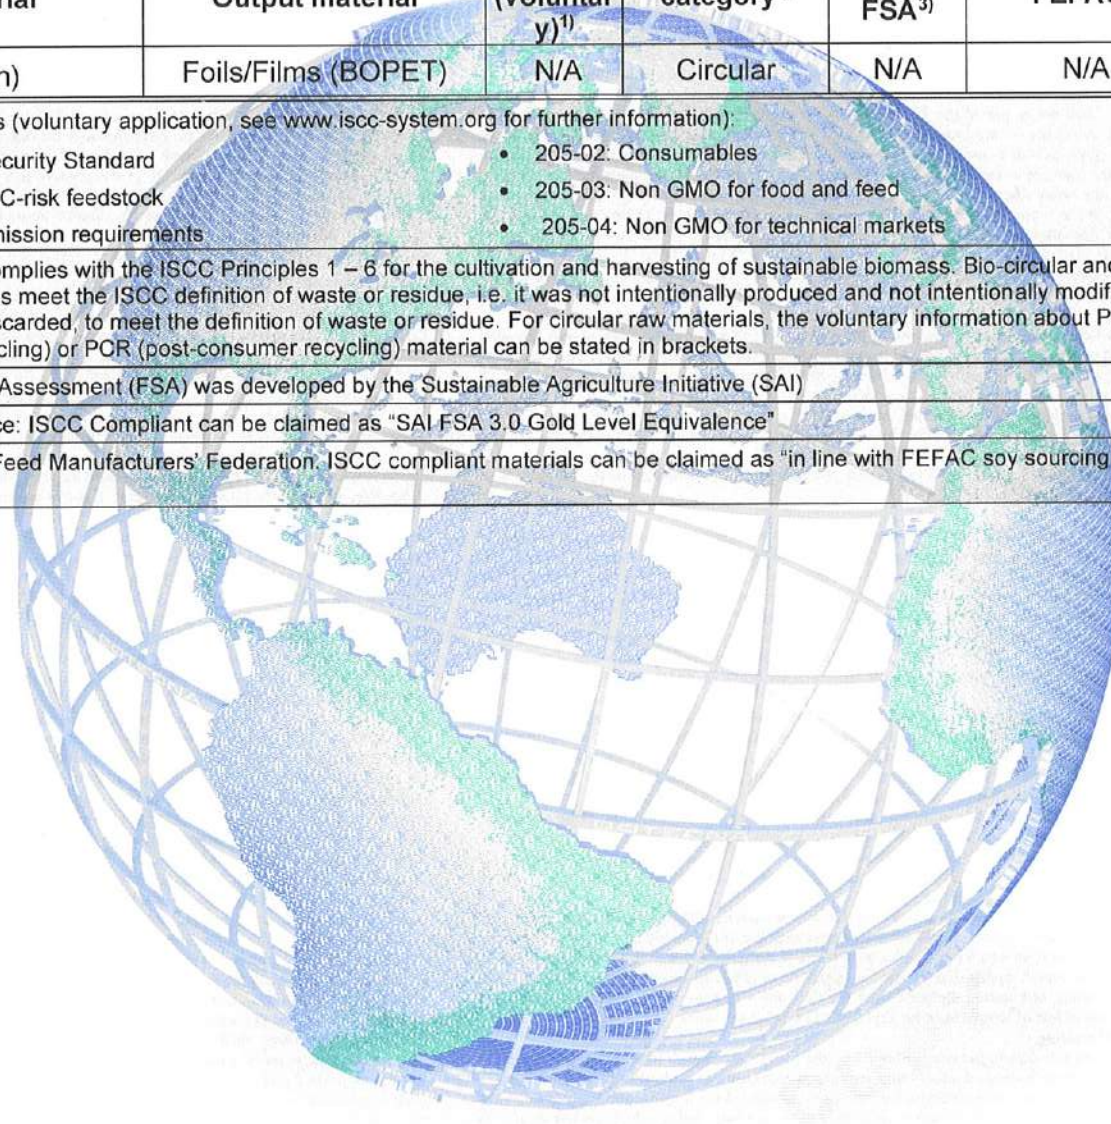 Output material
FSA³⁾
y)¹⁾
n) Foils/Films (BOPET) N/A Circular N/A N/A
s (voluntary application, see www.iscc-system.org for further information):
ecurity Standard
• 205-02: Consumables
C-risk feedstock
• 205-03: Non GMO for food and feed
nission requirements
• 205-04: Non GMO for technical markets
omplies with the ISCC Principles 1 – 6 for the cultivation and harvesting of sustainable biomass. Bio-circular and
s meet the ISCC definition of waste or residue, i.e. it was not intentionally produced and not intentionally modif
scarded, to meet the definition of waste or residue. For circular raw materials, the voluntary information about P
cling) or PCR (post-consumer recycling) material can be stated in brackets.
Assessment (FSA) was developed by the Sustainable Agriculture Initiative (SAI)
ce: ISCC Compliant can be claimed as "SAI FSA 3.0 Gold Level Equivalence"
Feed Manufacturers' Federation. ISCC compliant materials can be claimed as "in line with FEFAC soy sourcing